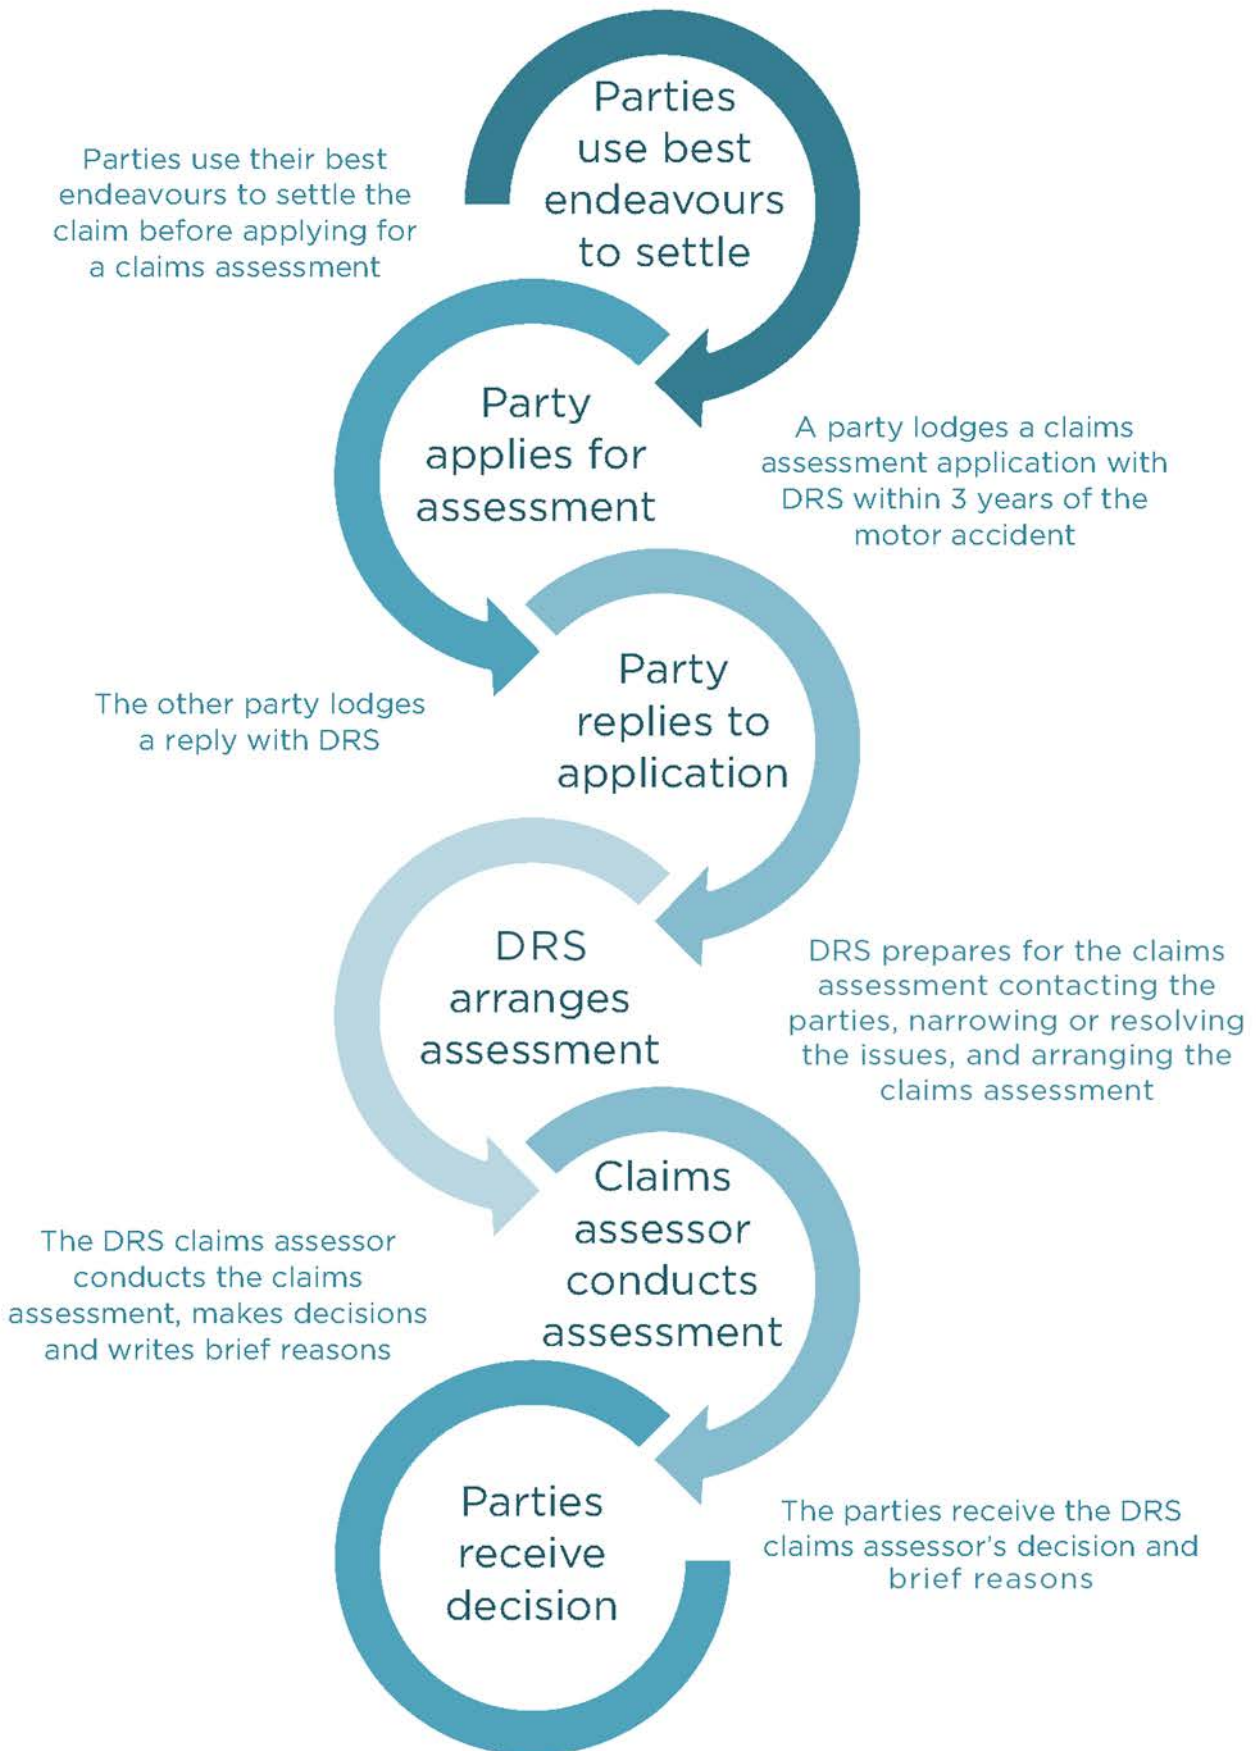 Parties
use best
endeavours
to settle
Parties use their best
endeavours to settle the
claim before applying for
a claims assessment
Party
applies for
assessment
A party lodges a claims
assessment application with
DRS within 3 years of the
motor accident
Party
replies to
application
The other party lodges
a reply with DRS
DRS
arranges
assessment
DRS prepares for the claims
assessment contacting the
parties, narrowing or resolving
the issues, and arranging the
claims assessment
Claims
assessor
conducts
assessment
The DRS claims assessor
conducts the claims
assessment, makes decisions
and writes brief reasons
Parties
receive
decision
The parties receive the DRS
claims assessor's decision and
brief reasons